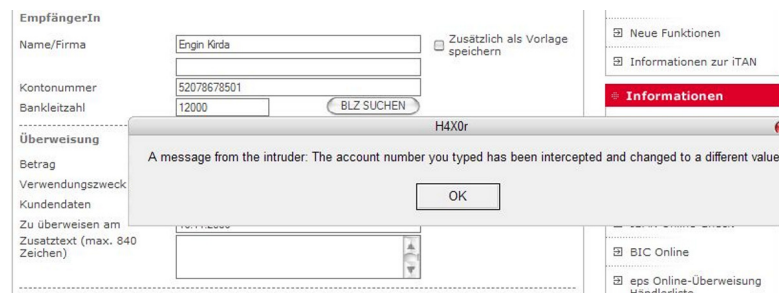 EmpfängerIn
Name/Firma
Engin Kirda
Zusätzlich als Vorlage
speichern
Kontonummer
52078678501
Bankleitzahl
12000
BLZ SUCHEN
Überweisung
Betrag
Verwendungszweck
Kundendaten
Zu überweisen am
Zusatztext (max. 840
Zeichen)
H4X0r
A message from the intruder: The account number you typed has been intercepted and changed to a different value
OK
Neue Funktionen
Informationen zur iTAN
Informationen
BIC Online
eps Online-Überweisung
Händlerliste